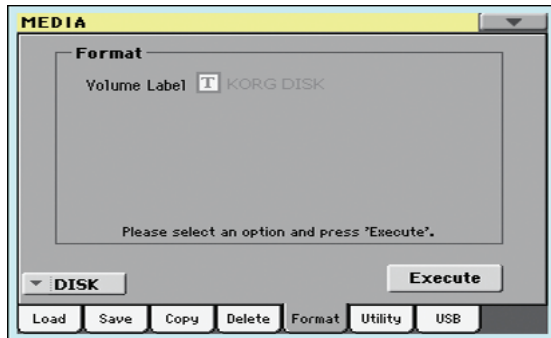 MEDIA
Format
Volume Label T KORG DISK
Please select an option and press 'Execute'.
DISK
Execute
Load Save Copy Delete Format Utility USB